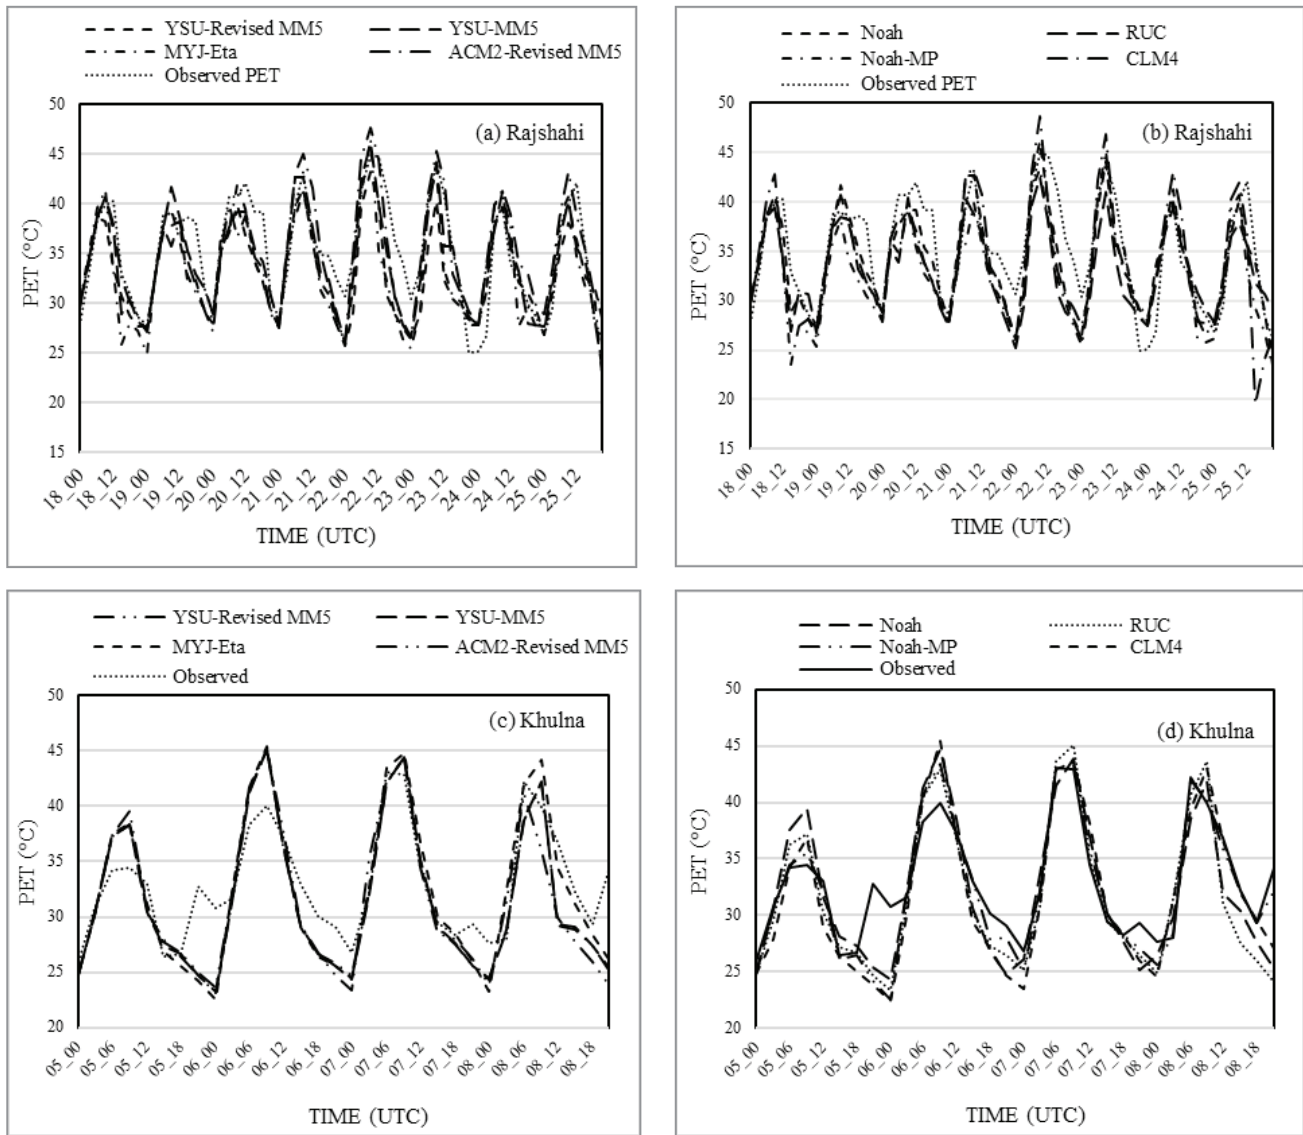 YSU-Revised MM5 YSU-MM5
MYJ-Eta ACM2-Revised MM5
Observed PET
(a) Rajshahi
50
45
40
35
30
25
20
15
PET (°C)
18_00 18_12 19_00 19_12 20_00 20_12 21_00 21_12 22_00 22_12 23_00 23_12 24_00 24_12 25_00 25_12
TIME (UTC)
Noah RUC
Noah-MP CLM4
Observed PET
(b) Rajshahi
50
45
40
35
30
25
20
15
PET (°C)
18_00 18_12 19_00 19_12 20_00 20_12 21_00 21_12 22_00 22_12 23_00 23_12 24_00 24_12 25_00 25_12
TIME (UTC)
YSU-Revised MM5 YSU-MM5
MYJ-Eta ACM2-Revised MM5
Observed
(c) Khulna
50
45
40
35
30
25
20
PET (°C)
05_00 05_06 05_12 05_18 06_00 06_06 06_12 06_18 07_00 07_06 07_12 07_18 08_00 08_06 08_12 08_18
TIME (UTC)
Noah RUC
Noah-MP CLM4
Observed
(d) Khulna
50
45
40
35
30
25
20
PET (°C)
05_00 05_06 05_12 05_18 06_00 06_06 06_12 06_18 07_00 07_06 07_12 07_18 08_00 08_06 08_12 08_18
TIME (UTC)